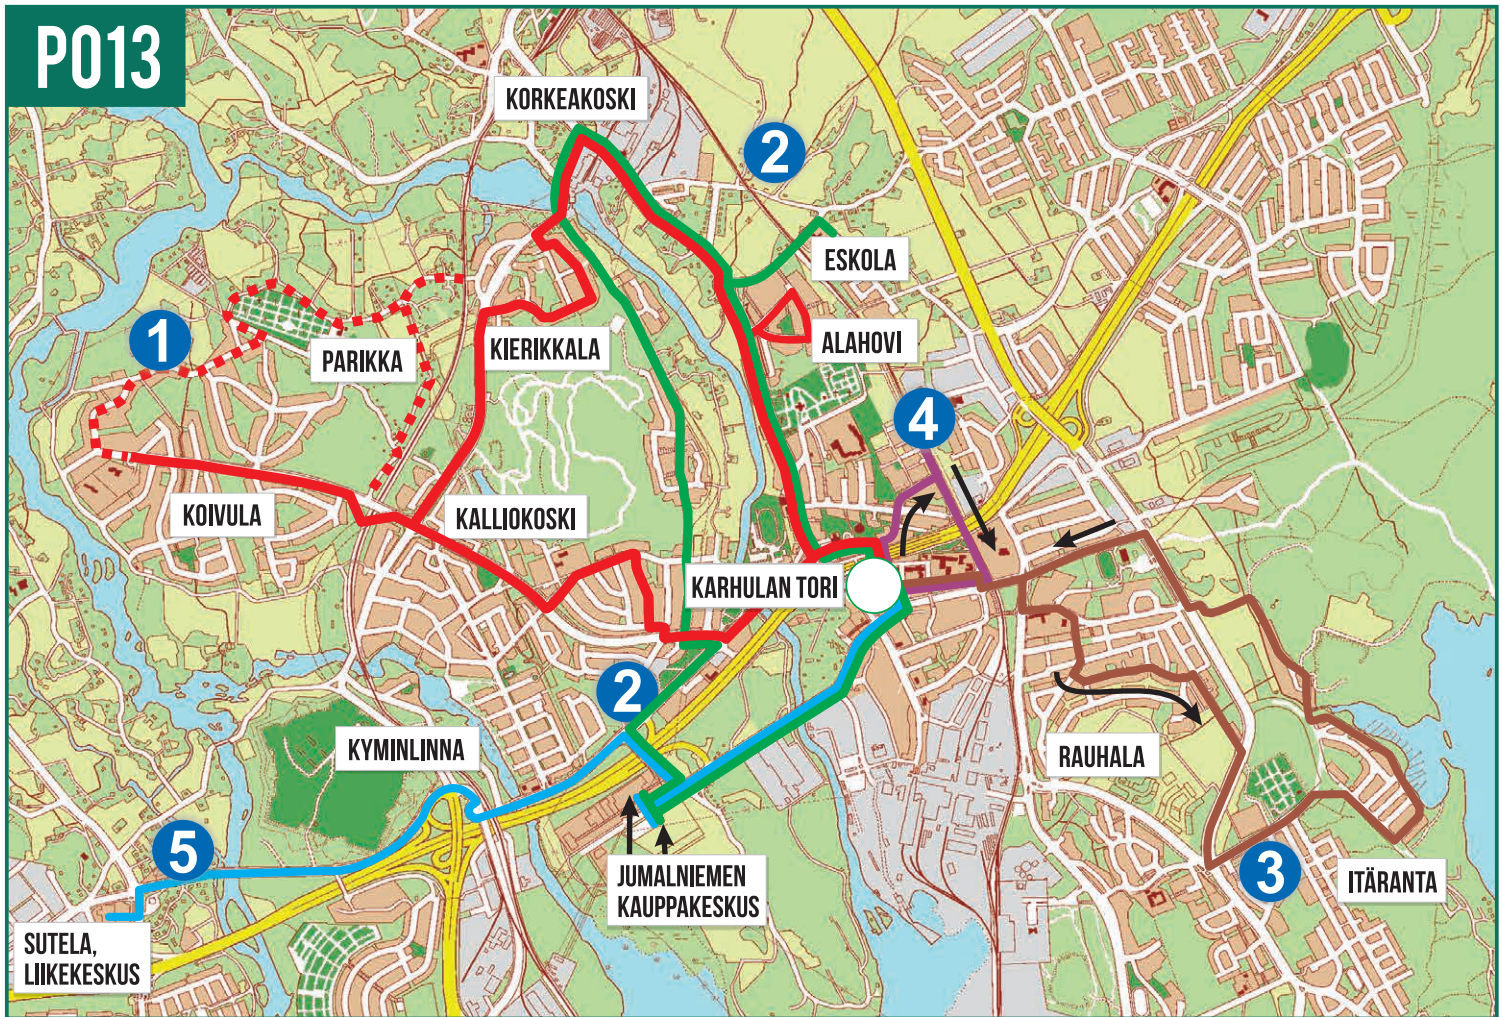 P013
KORKEAKOSKI
2
ESKOLA
1
PARIKKA
KIERIKKALA
ALAHOVI
4
KOIVULA
KALLIOKOSKI
KARHULAN TORI
2
KYMINLINNA
RAUHALA
5
JUMALNIEMEN
KAUPPAKESKUS
3
ITÄRANTA
SUTELA,
LIIKEKESKUS